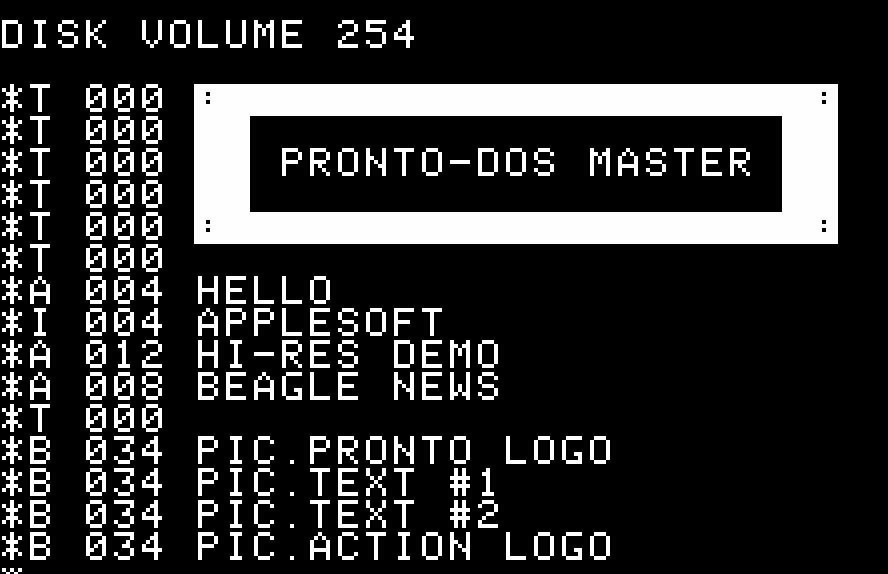 DISK VOLUME 254
*T 000 : :
*T 000
*T 000 PRONTO-DOS MASTER
*T 000
*T 000 : :
*T 000
*A 004 HELLO
*I 004 APPLESOFT
*A 012 HI-RES DEMO
*A 008 BEAGLE NEWS
*T 000
*B 034 PIC.PRONTO LOGO
*B 034 PIC.TEXT #1
*B 034 PIC.TEXT #2
*B 034 PIC.ACTION LOGO